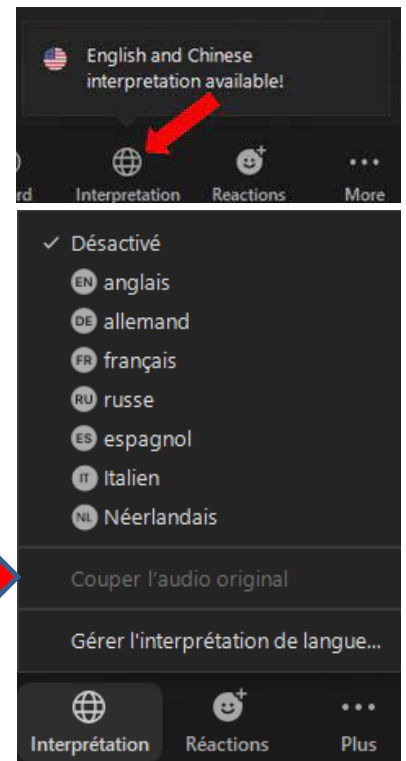 English and Chinese
interpretation available!
rd Interpretation Reactions More
✓ Désactivé
EN anglais
DE allemand
FR français
RU russe
ES espagnol
IT Italien
NL Néerlandais
Couper l'audio original
Gérer l'interprétation de langue...
Interprétation Réactions Plus